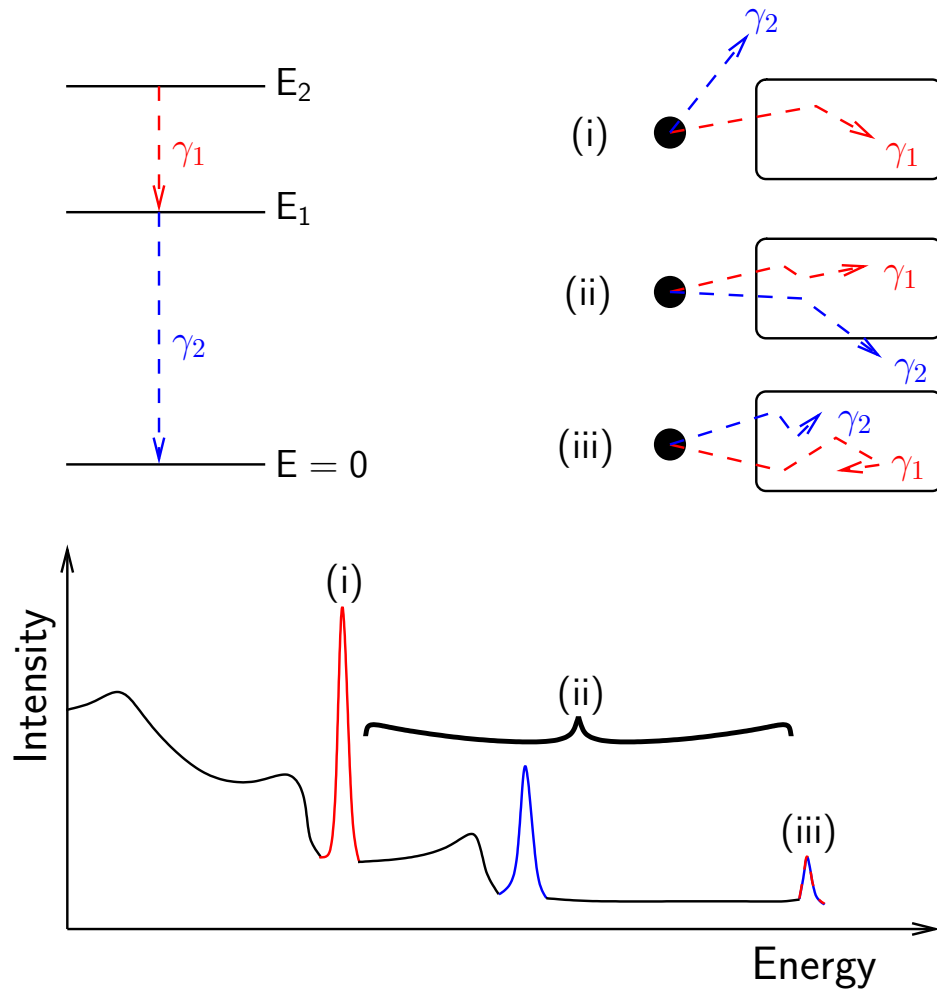 E₂
γ₁
E₁
γ₂
E = 0
(i)
γ₂
γ₁
(ii)
γ₁
γ₂
(iii)
γ₂
γ₁
Intensity
(i)
(ii)
(iii)
Energy